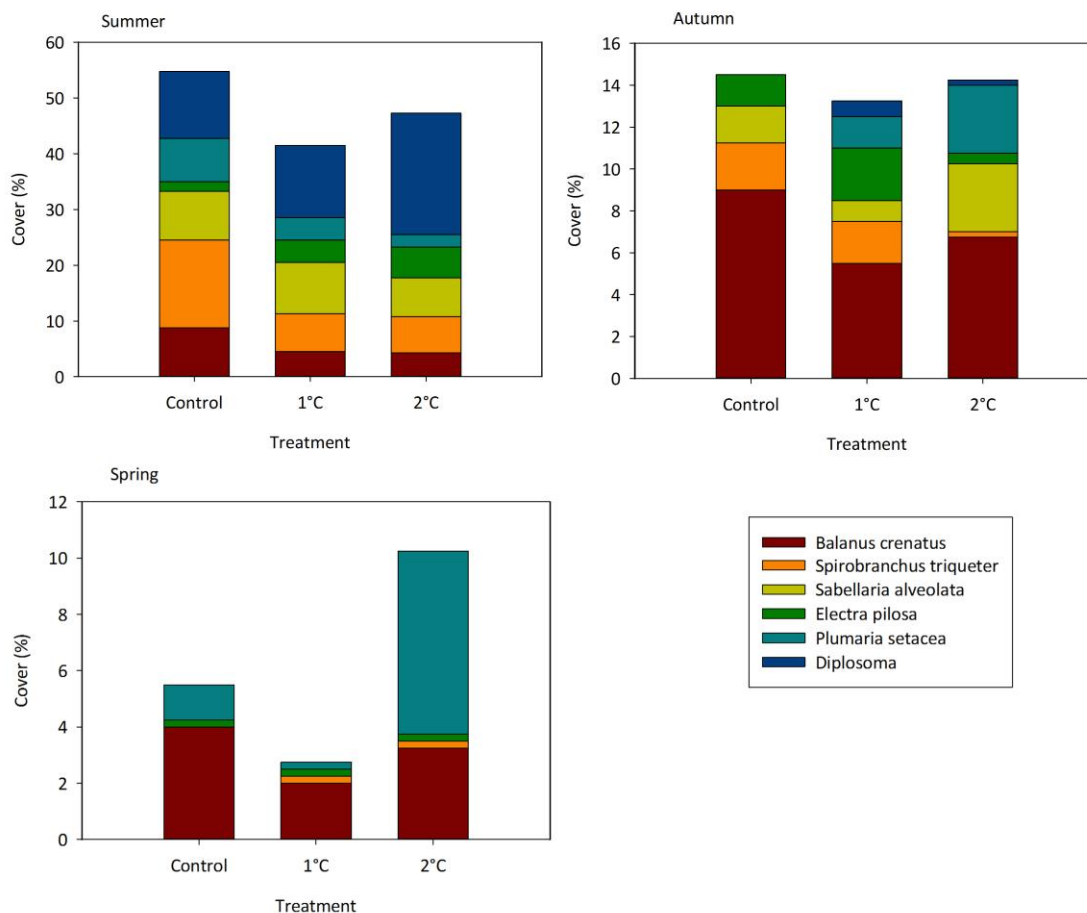 Summer
60
50
40
30
20
10
0
Cover (%)
Control 1°C 2°C
Treatment
Autumn
16
14
12
10
8
6
4
2
0
Cover (%)
Control 1°C 2°C
Treatment
Spring
12
10
8
6
4
2
0
Cover (%)
Control 1°C 2°C
Treatment
Balanus crenatus
Spirobranchus triqueter
Sabellaria alveolata
Electra pilosa
Plumaria setacea
Diplosoma